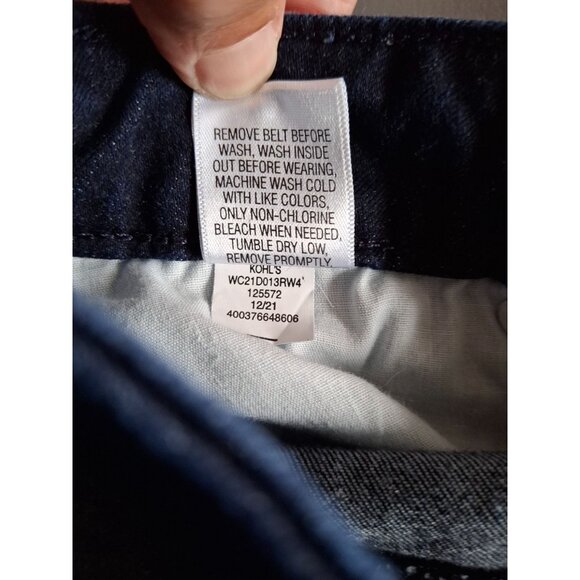 REMOVE BELT BEFORE
WASH, WASH INSIDE
OUT BEFORE WEARING,
MACHINE WASH COLD
WITH LIKE COLORS,
ONLY NON-CHLORINE
BLEACH WHEN NEEDED,
TUMBLE DRY LOW,
REMOVE PROMPTLY
KOHL'S
WC21D013RW4'
125572
12/21
400376648606